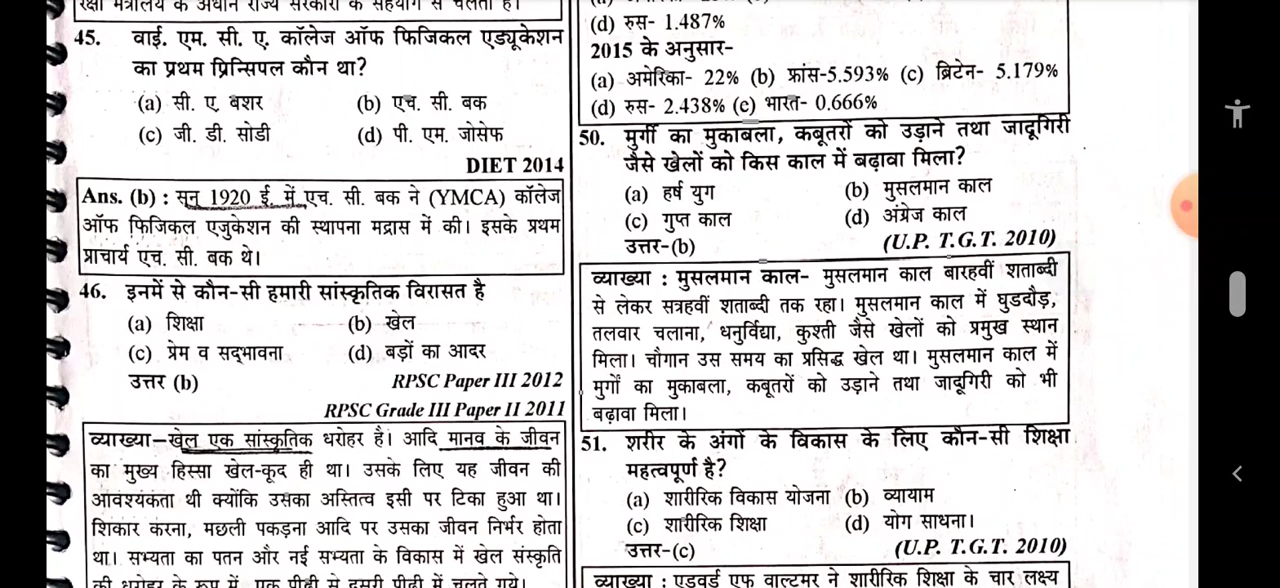 रक्षा मंत्रालय के अधीन राज्य सरकारों के सहयोग से चलता है।
45. वाई. एम. सी. ए. कॉलेज ऑफ फिजिकल एड्यूकेशन
का प्रथम प्रिन्सिपल कौन था?
(a) सी. ए. बशर (b) एच. सी. बक
(c) जी. डी. सोडी (d) पी. एम. जोसेफ
DIET 2014
Ans. (b) : सन् 1920 ई. में एच. सी. बक ने (YMCA) कॉलेज
ऑफ फिजिकल एजुकेशन की स्थापना मद्रास में की। इसके प्रथम
प्राचार्य एच. सी. बक थे।
46. इनमें से कौन-सी हमारी सांस्कृतिक विरासत है
(a) शिक्षा (b) खेल
(c) प्रेम व सद्भावना (d) बड़ों का आदर
उत्तर (b) RPSC Paper III 2012
RPSC Grade III Paper II 2011
व्याख्या–खेल एक सांस्कृतिक धरोहर है। आदि मानव के जीवन
का मुख्य हिस्सा खेल-कूद ही था। उसके लिए यह जीवन की
आवश्यकता थी क्योंकि उसका अस्तित्व इसी पर टिका हुआ था।
शिकार करना, मछली पकड़ना आदि पर उसका जीवन निर्भर होता
था। सभ्यता का पतन और नई सभ्यता के विकास में खेल संस्कृति
की धरोहर के रूप में एक पीढ़ी से दूसरी पीढ़ी में चलते गये।
(d) रुस- 1.487%
2015 के अनुसार-
(a) अमेरिका- 22% (b) फ्रांस-5.593% (c) ब्रिटेन- 5.179%
(d) रुस- 2.438% (e) भारत- 0.666%
50. मुर्गी का मुकाबला, कबूतरों को उड़ाने तथा जादूगिरी
जैसे खेलों को किस काल में बढ़ावा मिला?
(a) हर्ष युग (b) मुसलमान काल
(c) गुप्त काल (d) अंग्रेज काल
उत्तर-(b) (U.P. T.G.T. 2010)
व्याख्या : मुसलमान काल- मुसलमान काल बारहवीं शताब्दी
से लेकर सत्रहवीं शताब्दी तक रहा। मुसलमान काल में घुडदौड़,
तलवार चलाना, धनुर्विद्या, कुश्ती जैसे खेलों को प्रमुख स्थान
मिला। चौगान उस समय का प्रसिद्ध खेल था। मुसलमान काल में
मुर्गों का मुकाबला, कबूतरों को उड़ाने तथा जादूगिरी को भी
बढ़ावा मिला।
51. शरीर के अंगों के विकास के लिए कौन-सी शिक्षा
महत्वपूर्ण है?
(a) शारीरिक विकास योजना (b) व्यायाम
(c) शारीरिक शिक्षा (d) योग साधना।
उत्तर-(c) (U.P. T.G.T. 2010)
व्याख्या : एडवर्ड एफ वाल्टमर ने शारीरिक शिक्षा के चार लक्ष्य